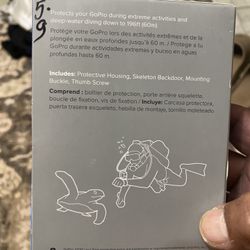 5.9
Protects your GoPro during extreme activities and
deep-water diving down to 196ft (60m)
Protège votre GoPro lors des activités extrêmes et de la
plongée en eaux profondes jusqu'à 60 m. • Protege a tu
GoPro durante actividades extremas y buceo en aguas
hasta 60 m.
Includes: Protective Housing, Skeleton Backdoor, Mounting
Buckle, Thumb Screw
Comprend : boîtier de protection, porte arrière squelette,
boucle de fixation, vis de fixation / Incluye: Carcasa protectora,
puerta trasera esqueleto, hebilla de montaje, tornillo moleteado